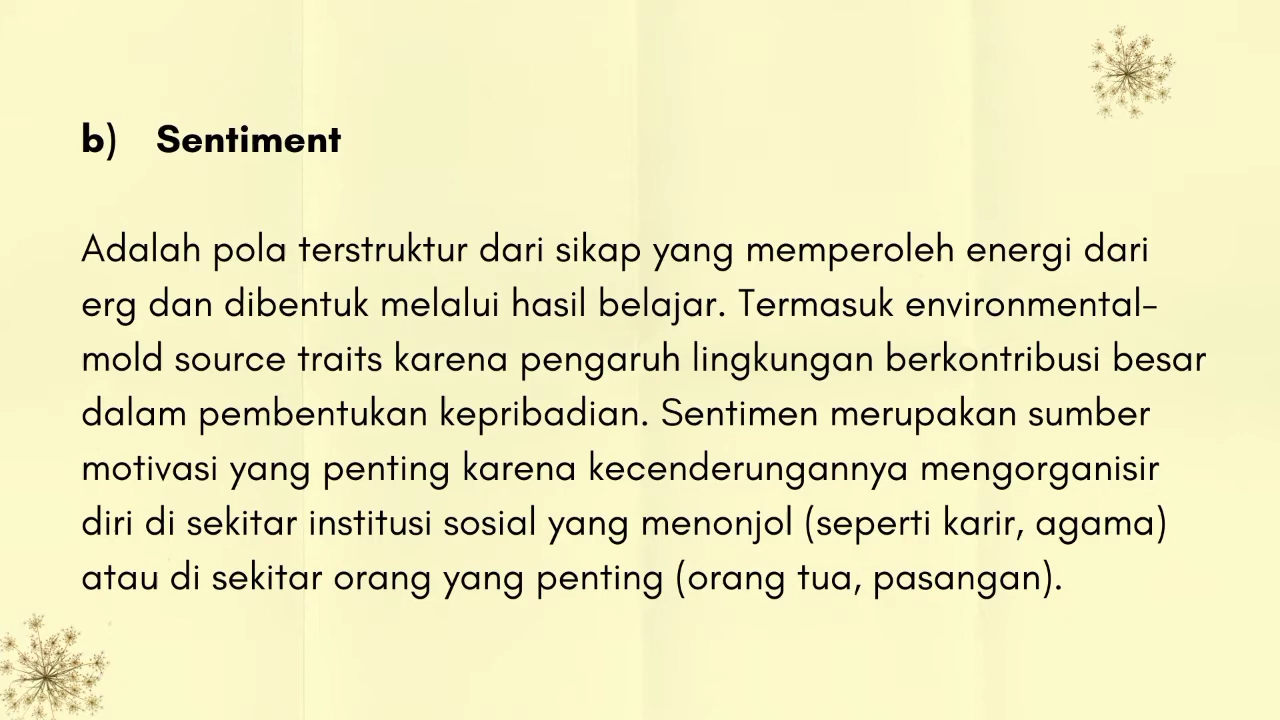 b) Sentiment
Adalah pola terstruktur dari sikap yang memperoleh energi dari
erg dan dibentuk melalui hasil belajar. Termasuk environmental-
mold source traits karena pengaruh lingkungan berkontribusi besar
dalam pembentukan kepribadian. Sentimen merupakan sumber
motivasi yang penting karena kecenderungannya mengorganisir
diri di sekitar institusi sosial yang menonjol (seperti karir, agama)
atau di sekitar orang yang penting (orang tua, pasangan).